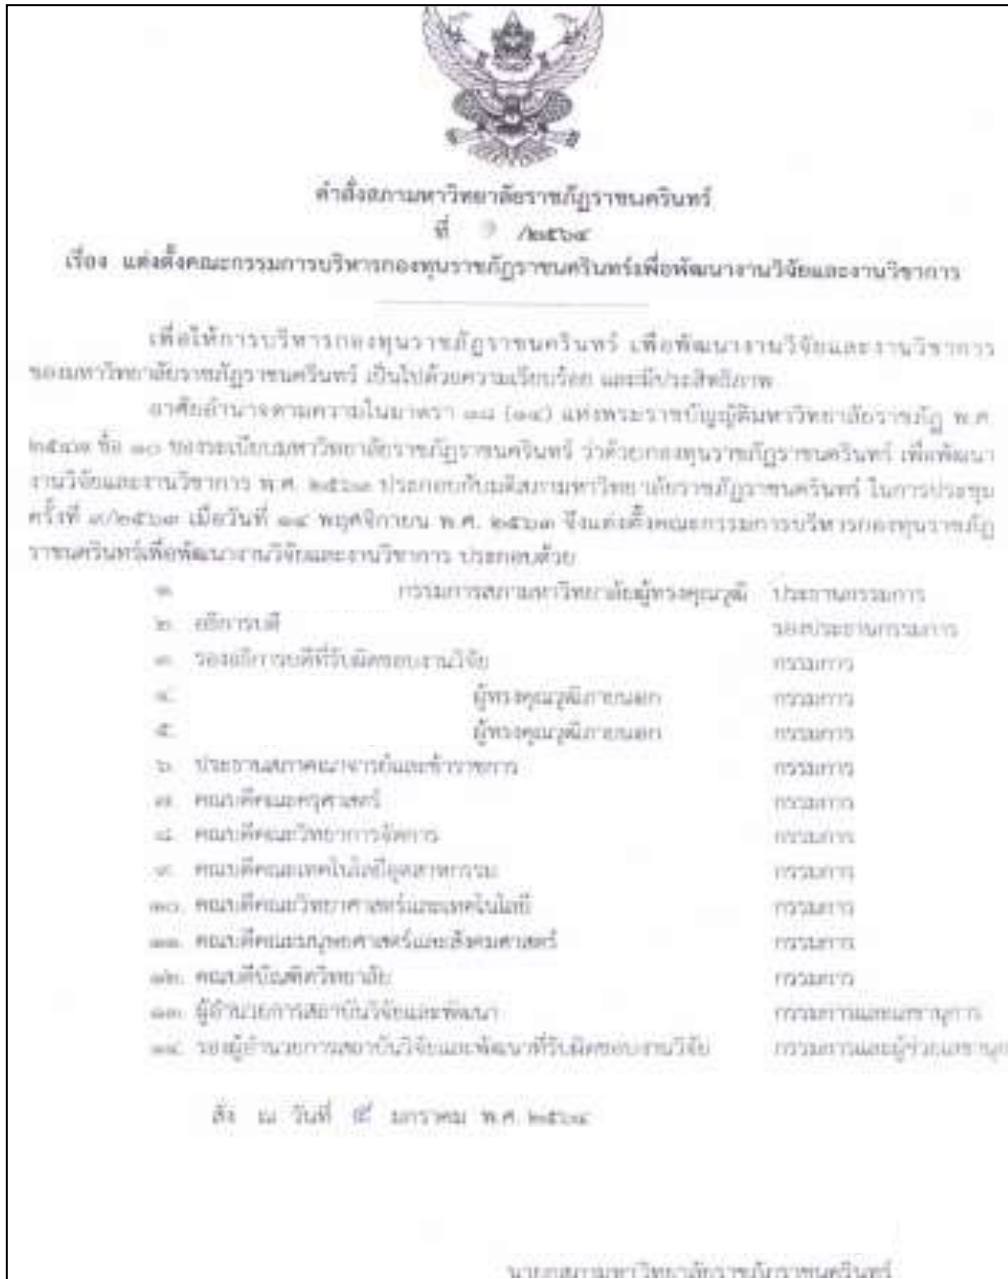 คำสั่งสภามหาวิทยาลัยราชภัฏราชนครินทร์
ที่ /๒๕๖๔
เรื่อง แต่งตั้งคณะกรรมการบริหารกองทุนราชภัฏราชนครินทร์เพื่อพัฒนางานวิจัยและงานวิชาการ
เพื่อให้การบริหารกองทุนราชภัฏราชนครินทร์ เพื่อพัฒนางานวิจัยและงานวิชาการ
ของมหาวิทยาลัยราชภัฏราชนครินทร์ เป็นไปด้วยความเรียบร้อย และมีประสิทธิภาพ
อาศัยอำนาจตามความในมาตรา ๑๘ (๑๔) แห่งพระราชบัญญัติมหาวิทยาลัยราชภัฏ พ.ศ.
๒๕๔๗ ข้อ ๑๐ ของระเบียบมหาวิทยาลัยราชภัฏราชนครินทร์ ว่าด้วยกองทุนราชภัฏราชนครินทร์ เพื่อพัฒนา
งานวิจัยและงานวิชาการ พ.ศ. ๒๕๖๓ ประกอบกับมติสภามหาวิทยาลัยราชภัฏราชนครินทร์ ในการประชุม
ครั้งที่ ๙/๒๕๖๓ เมื่อวันที่ ๑๔ พฤศจิกายน พ.ศ. ๒๕๖๓ จึงแต่งตั้งคณะกรรมการบริหารกองทุนราชภัฏ
ราชนครินทร์เพื่อพัฒนางานวิจัยและงานวิชาการ ประกอบด้วย
๑. กรรมการสภามหาวิทยาลัยผู้ทรงคุณวุฒิ ประธานกรรมการ
๒. อธิการบดี รองประธานกรรมการ
๓. รองอธิการบดีที่รับผิดชอบงานวิจัย กรรมการ
๔. ผู้ทรงคุณวุฒิภายนอก กรรมการ
๕. ผู้ทรงคุณวุฒิภายนอก กรรมการ
๖. ประธานสภาคณาจารย์และข้าราชการ กรรมการ
๗. คณบดีคณะครุศาสตร์ กรรมการ
๘. คณบดีคณะวิทยาการจัดการ กรรมการ
๙. คณบดีคณะเทคโนโลยีอุตสาหกรรม กรรมการ
๑๐. คณบดีคณะวิทยาศาสตร์และเทคโนโลยี กรรมการ
๑๑. คณบดีคณะมนุษยศาสตร์และสังคมศาสตร์ กรรมการ
๑๒. คณบดีบัณฑิตวิทยาลัย กรรมการ
๑๓. ผู้อำนวยการสถาบันวิจัยและพัฒนา กรรมการและเลขานุการ
๑๔. รองผู้อำนวยการสถาบันวิจัยและพัฒนาที่รับผิดชอบงานวิจัย กรรมการและผู้ช่วยเลขานุก
สั่ง ณ วันที่ ๕ มกราคม พ.ศ. ๒๕๖๔
นายกสภามหาวิทยาลัยราชภัฏราชนครินทร์